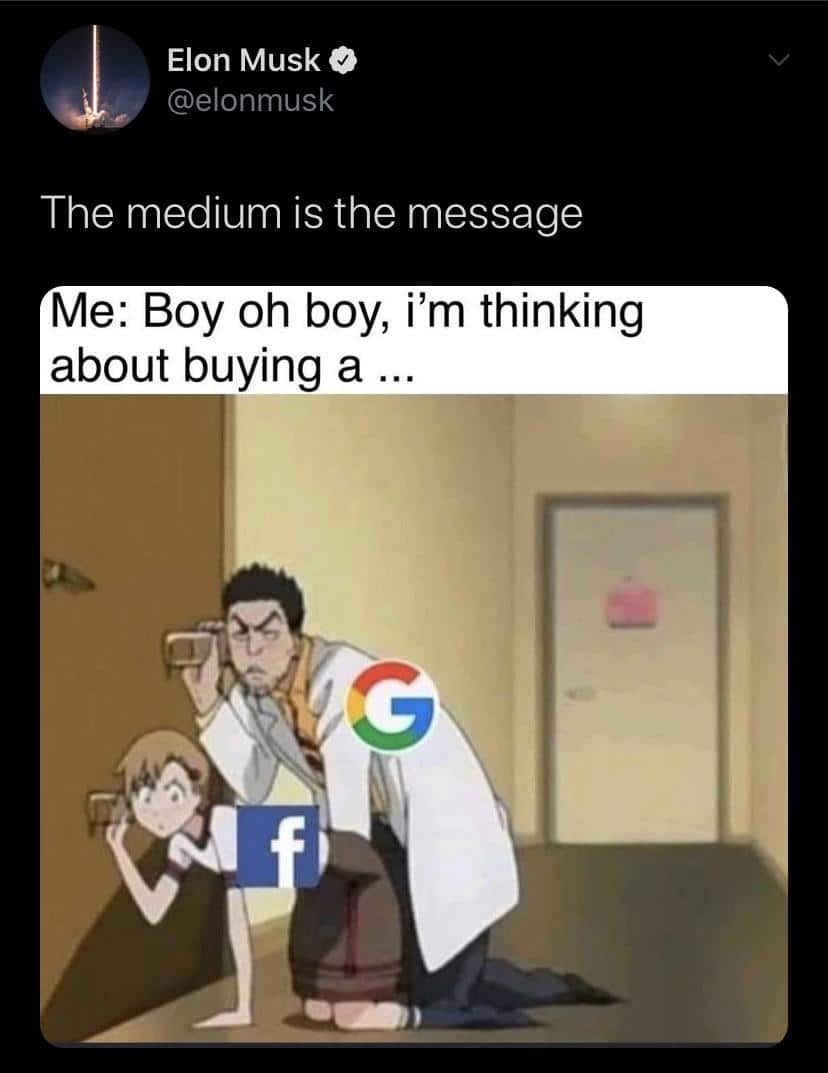 Elon Musk
@elonmusk
The medium is the message
Me: Boy oh boy, i'm thinking
about buying a ...
G
f